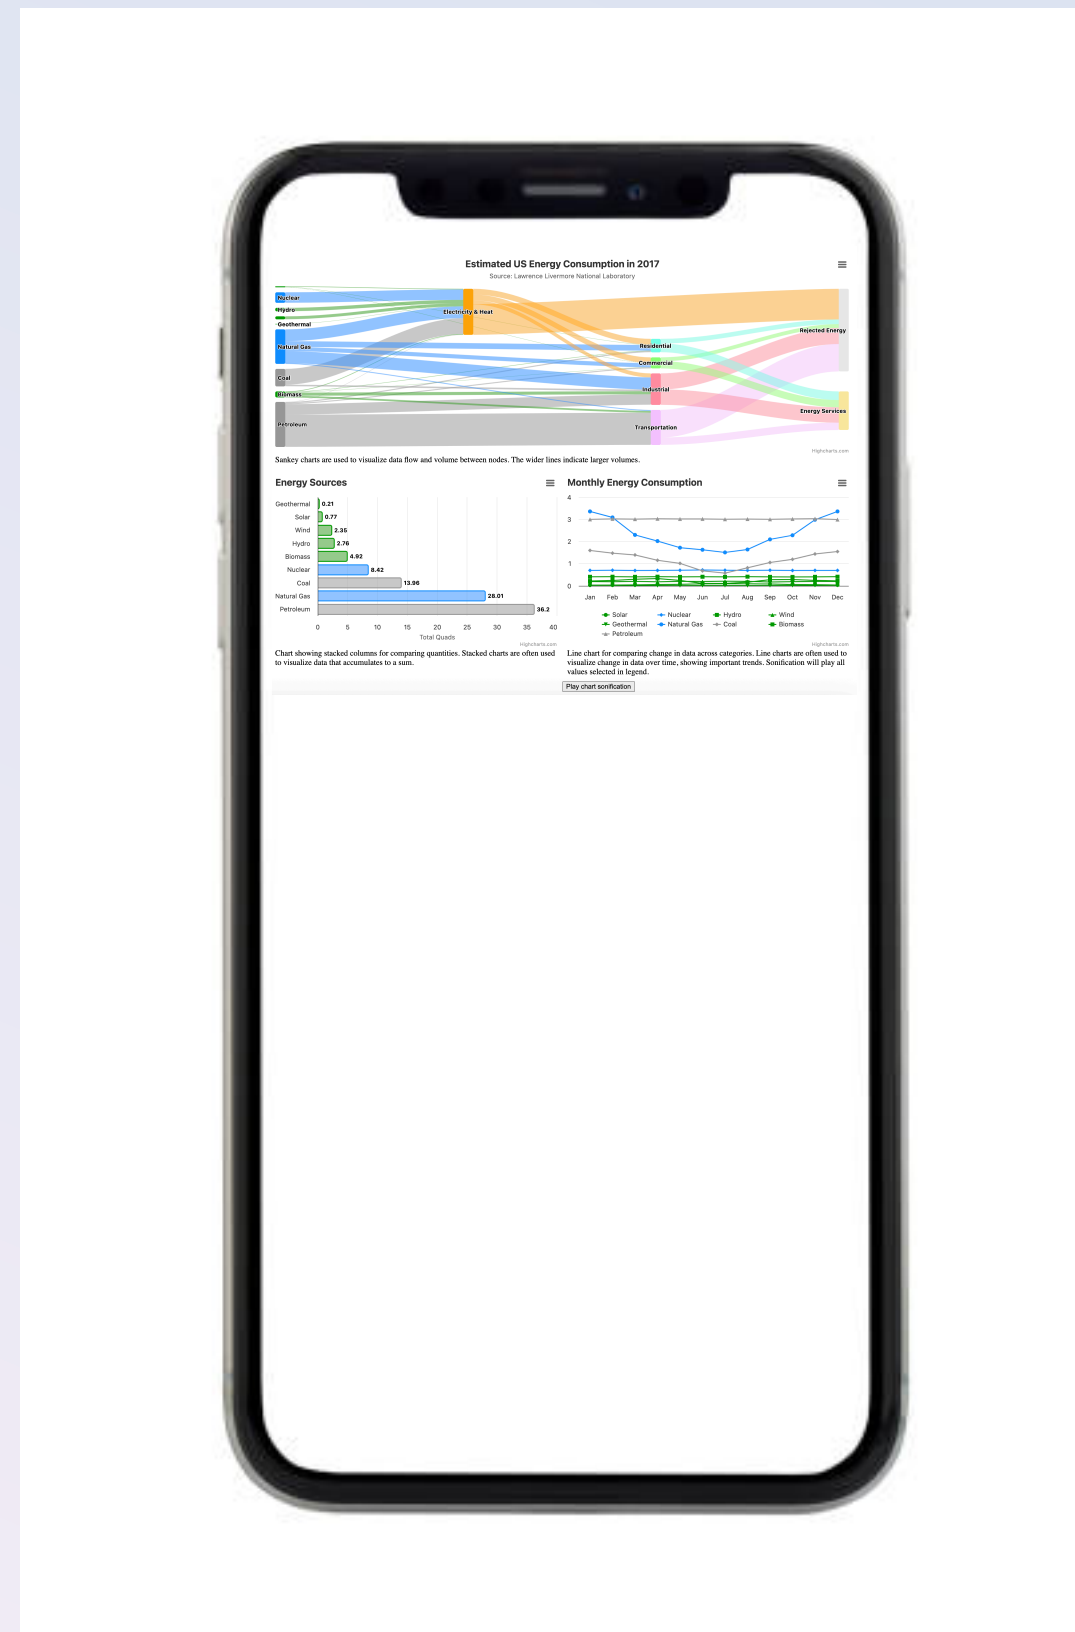 Estimated US Energy Consumption in 2017
Source: Lawrence Livermore National Laboratory
Nuclear
Hydro
Geothermal
Natural Gas
Coal
Biomass
Petroleum
Electricity & Heat
Residential
Commercial
Industrial
Transportation
Rejected Energy
Energy Services
Highcharts.com
Sankey charts are used to visualize data flow and volume between nodes. The wider lines indicate larger volumes.
Energy Sources
Geothermal 0.21
Solar 0.77
Wind 2.35
Hydro 2.76
Biomass 4.92
Nuclear 8.42
Coal 13.96
Natural Gas 28.01
Petroleum 36.2
0 5 10 15 20 25 30 35 40
Total Quads
Highcharts.com
Chart showing stacked columns for comparing quantities. Stacked charts are often used
to visualize data that accumulates to a sum.
Monthly Energy Consumption
4
3
2
1
0
Jan Feb Mar Apr May Jun Jul Aug Sep Oct Nov Dec
Solar Nuclear Hydro Wind
Geothermal Natural Gas Coal Biomass
Petroleum
Highcharts.com
Line chart for comparing change in data across categories. Line charts are often used to
visualize change in data over time, showing important trends. Sonification will play all
values selected in legend.
Play chart sonification